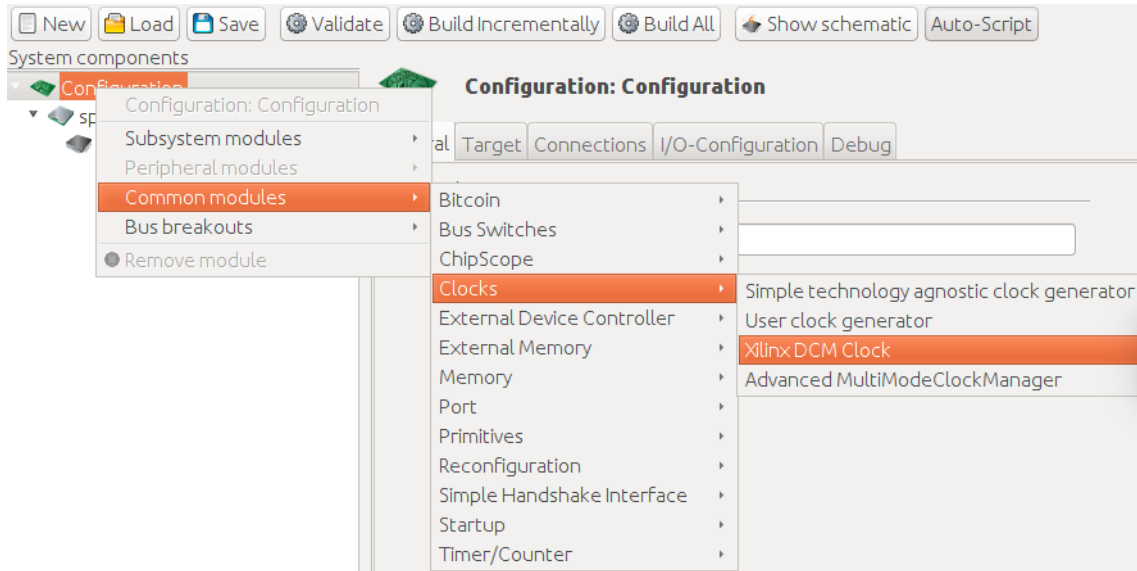 New Load Save Validate Build Incrementally Build All Show schematic Auto-Script
System components
Configuration
Configuration: Configuration
Configuration: Configuration
sp
Subsystem modules
al Target Connections I/O-Configuration Debug
Peripheral modules
Common modules
Bus breakouts
Remove module
Bitcoin
Bus Switches
ChipScope
Clocks
External Device Controller
External Memory
Memory
Port
Primitives
Reconfiguration
Simple Handshake Interface
Startup
Timer/Counter
Simple technology agnostic clock generator
User clock generator
Xilinx DCM Clock
Advanced MultiModeClockManager